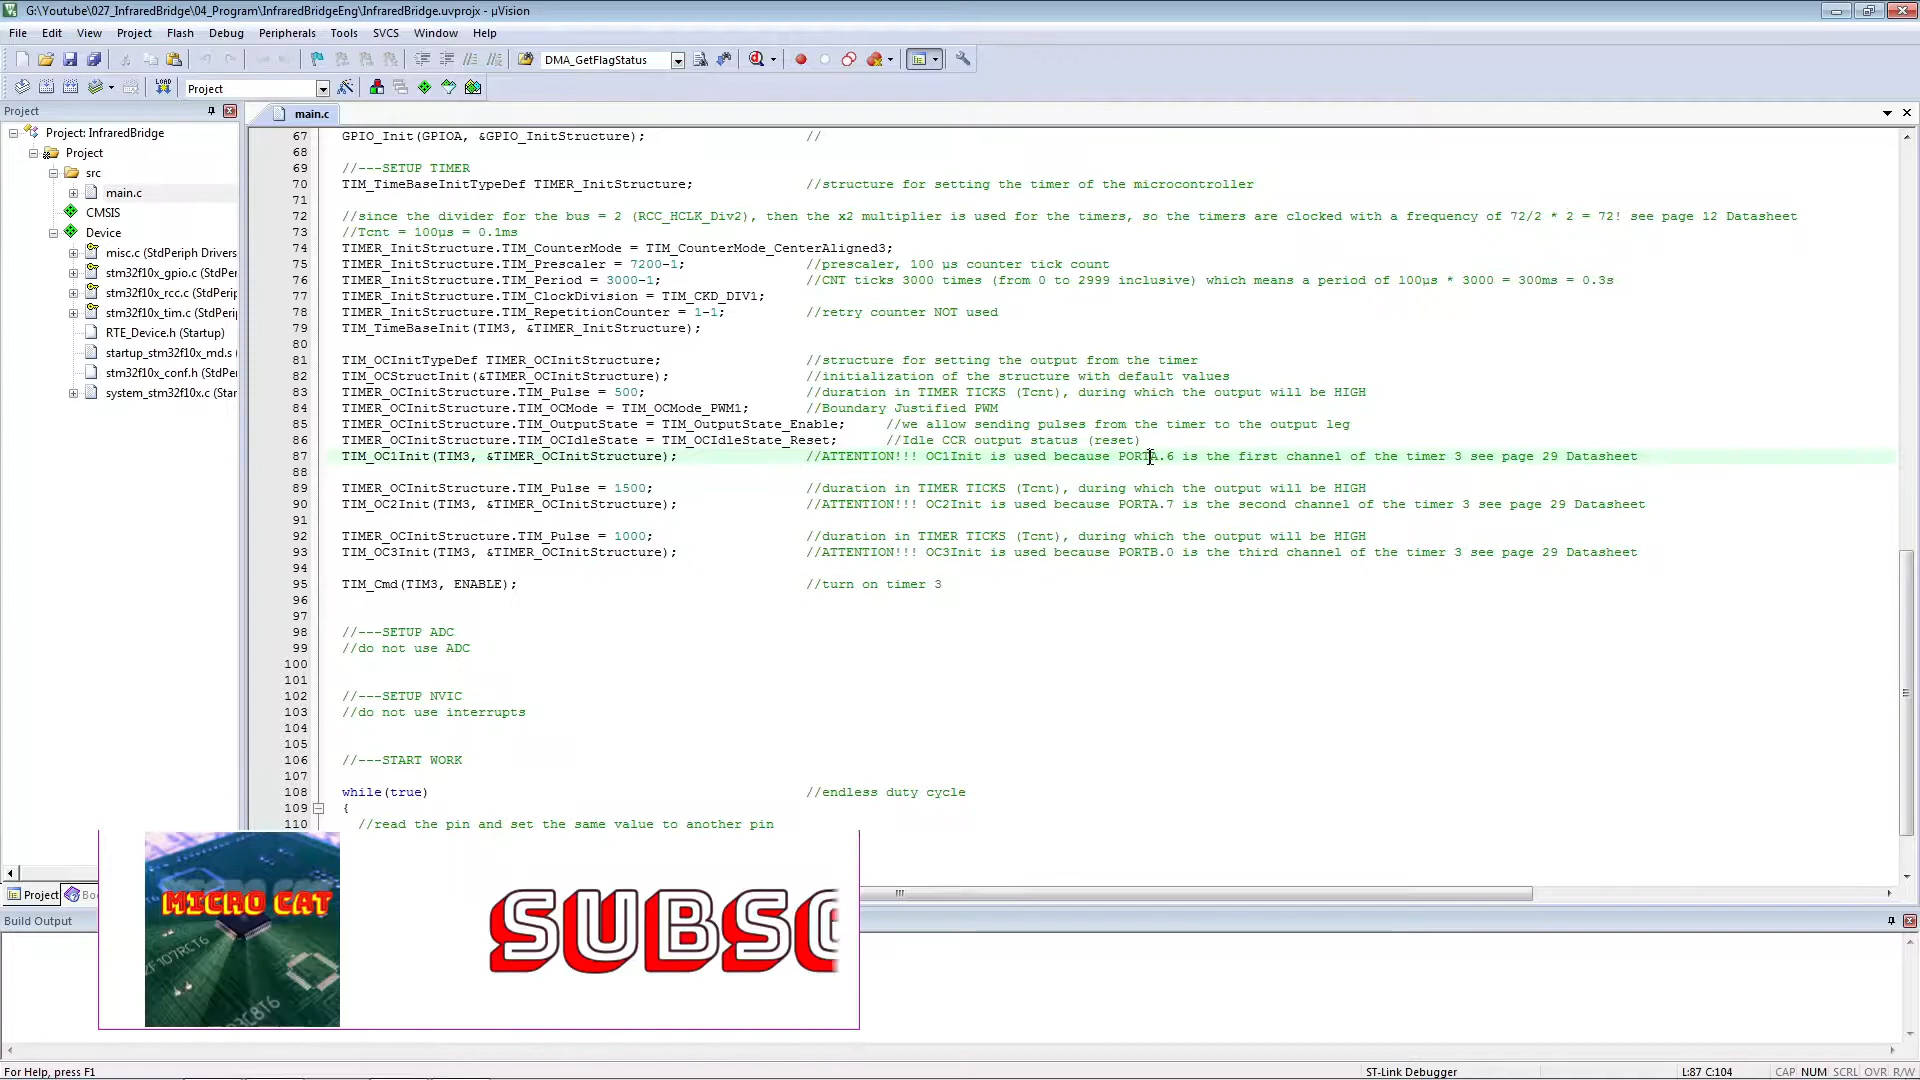 G:\Youtube\027_InfraredBridge\04_Program\InfraredBridgeEng\InfraredBridge.uvprojx - µVision
File Edit View Project Flash Debug Peripherals Tools SVCS Window Help
DMA_GetFlagStatus
LOAD Project
Project
main.c
Project: InfraredBridge
Project
src
main.c
CMSIS
Device
misc.c (StdPeriph Drivers
stm32f10x_gpio.c (StdPer
stm32f10x_rcc.c (StdPerip
stm32f10x_tim.c (StdPerip
RTE_Device.h (Startup)
startup_stm32f10x_md.s (
stm32f10x_conf.h (StdPer
system_stm32f10x.c (Star
67 GPIO_Init(GPIOA, &GPIO_InitStructure); //
68
69 //---SETUP TIMER
70 TIM_TimeBaseInitTypeDef TIMER_InitStructure; //structure for setting the timer of the microcontroller
71
72 //since the divider for the bus = 2 (RCC_HCLK_Div2), then the x2 multiplier is used for the timers, so the timers are clocked with a frequency of 72/2 * 2 = 72! see page 12 Datasheet
73 //Tcnt = 100µs = 0.1ms
74 TIMER_InitStructure.TIM_CounterMode = TIM_CounterMode_CenterAligned3;
75 TIMER_InitStructure.TIM_Prescaler = 7200-1; //prescaler, 100 µs counter tick count
76 TIMER_InitStructure.TIM_Period = 3000-1; //CNT ticks 3000 times (from 0 to 2999 inclusive) which means a period of 100µs * 3000 = 300ms = 0.3s
77 TIMER_InitStructure.TIM_ClockDivision = TIM_CKD_DIV1;
78 TIMER_InitStructure.TIM_RepetitionCounter = 1-1; //retry counter NOT used
79 TIM_TimeBaseInit(TIM3, &TIMER_InitStructure);
80
81 TIM_OCInitTypeDef TIMER_OCInitStructure; //structure for setting the output from the timer
82 TIM_OCStructInit(&TIMER_OCInitStructure); //initialization of the structure with default values
83 TIMER_OCInitStructure.TIM_Pulse = 500; //duration in TIMER TICKS (Tcnt), during which the output will be HIGH
84 TIMER_OCInitStructure.TIM_OCMode = TIM_OCMode_PWM1; //Boundary Justified PWM
85 TIMER_OCInitStructure.TIM_OutputState = TIM_OutputState_Enable; //we allow sending pulses from the timer to the output leg
86 TIMER_OCInitStructure.TIM_OCIdleState = TIM_OCIdleState_Reset; //Idle CCR output status (reset)
87 TIM_OC1Init(TIM3, &TIMER_OCInitStructure); //ATTENTION!!! OC1Init is used because PORTA.6 is the first channel of the timer 3 see page 29 Datasheet
88
89 TIMER_OCInitStructure.TIM_Pulse = 1500; //duration in TIMER TICKS (Tcnt), during which the output will be HIGH
90 TIM_OC2Init(TIM3, &TIMER_OCInitStructure); //ATTENTION!!! OC2Init is used because PORTA.7 is the second channel of the timer 3 see page 29 Datasheet
91
92 TIMER_OCInitStructure.TIM_Pulse = 1000; //duration in TIMER TICKS (Tcnt), during which the output will be HIGH
93 TIM_OC3Init(TIM3, &TIMER_OCInitStructure); //ATTENTION!!! OC3Init is used because PORTB.0 is the third channel of the timer 3 see page 29 Datasheet
94
95 TIM_Cmd(TIM3, ENABLE); //turn on timer 3
96
97
98 //---SETUP ADC
99 //do not use ADC
100
101
102 //---SETUP NVIC
103 //do not use interrupts
104
105
106 //---START WORK
107
108 while(true) //endless duty cycle
109 {
110 //read the pin and set the same value to another pin
Project Bo
Build Output
MICRO CAT
SUBSC
For Help, press F1 ST-Link Debugger L:87 C:104 CAP NUM SCRL OVR R/W